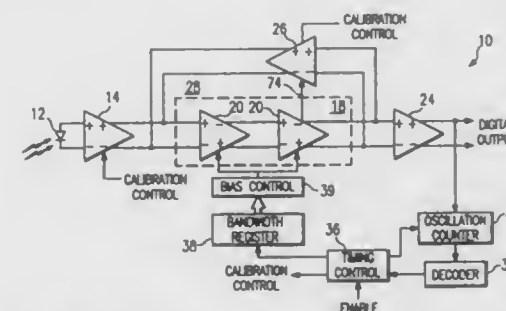 CALIBRATION
CONTROL
26
10
14
12
74
28
20
20
18
24
DIGITAL
OUTPUT
CALIBRATION
CONTROL
BIAS CONTROL
39
BANDWIDTH
REGISTER
38
36
TIMING
CONTROL
OSCILLATION
COUNTER
CALIBRATION
CONTROL
DECODER
ENABLE